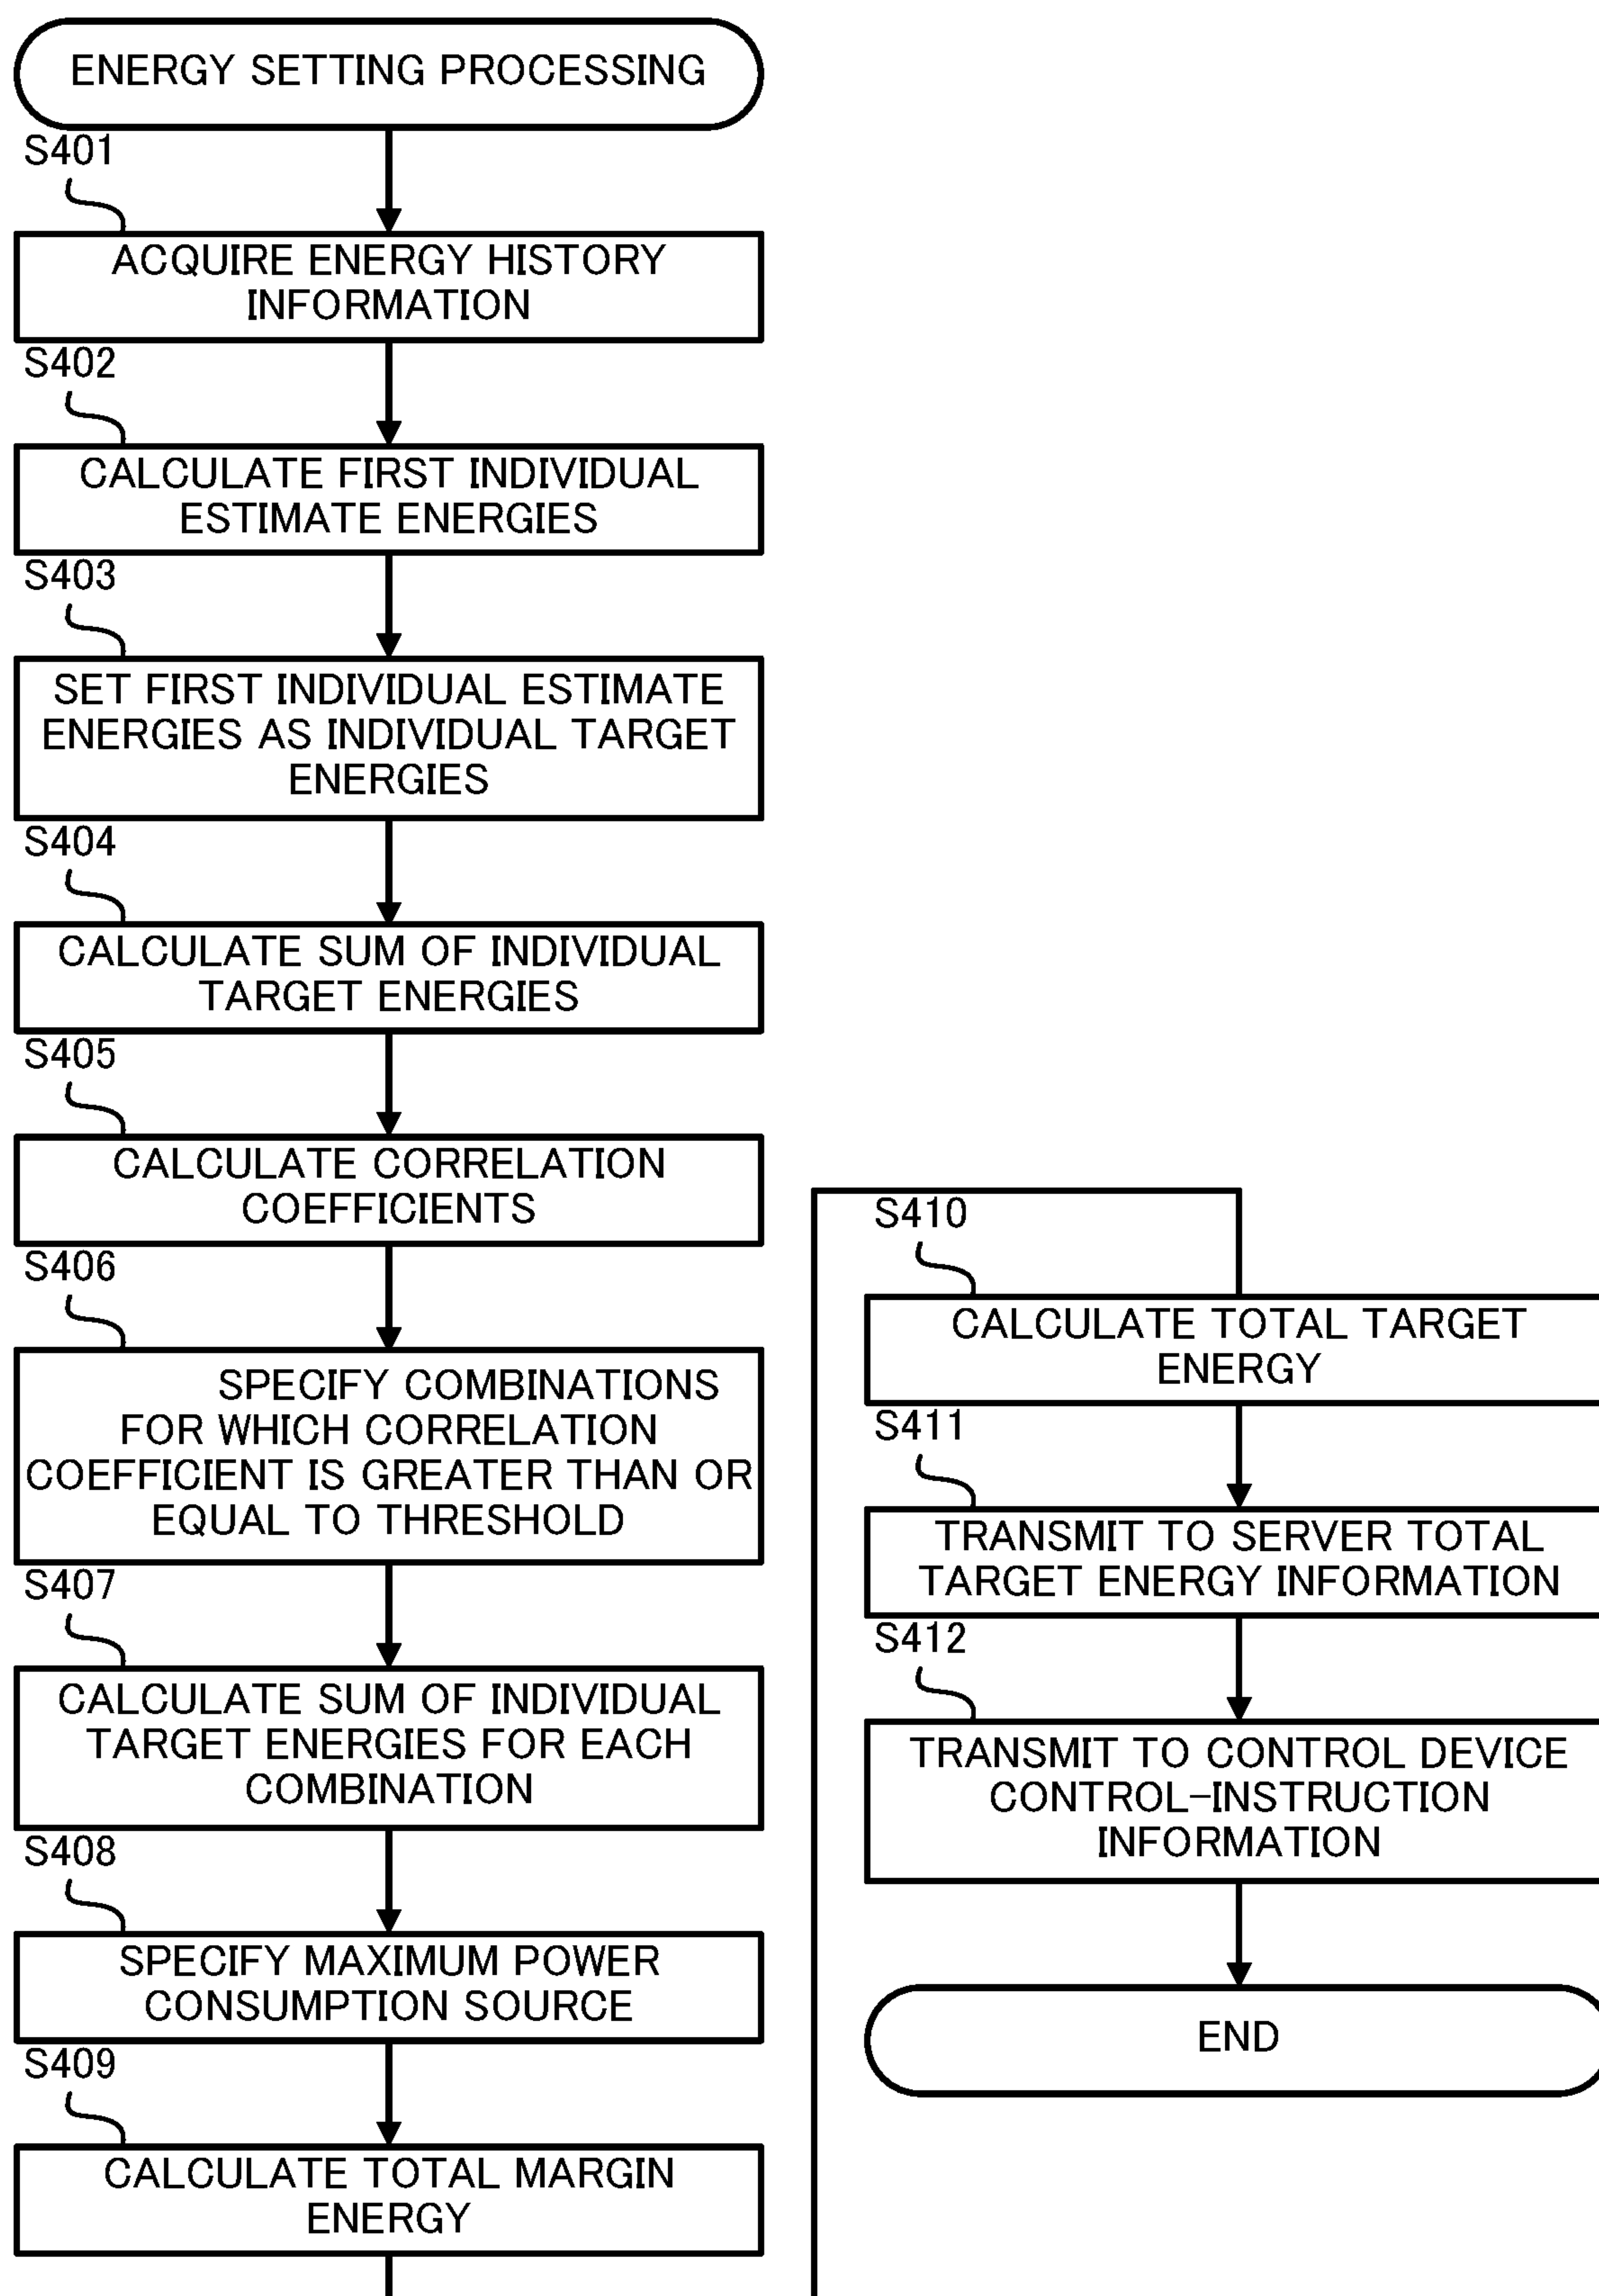 ENERGY SETTING PROCESSING
S401
ACQUIRE ENERGY HISTORY
INFORMATION
S402
CALCULATE FIRST INDIVIDUAL
ESTIMATE ENERGIES
S403
SET FIRST INDIVIDUAL ESTIMATE
ENERGIES AS INDIVIDUAL TARGET
ENERGIES
S404
CALCULATE SUM OF INDIVIDUAL
TARGET ENERGIES
S405
CALCULATE CORRELATION
COEFFICIENTS
S406
SPECIFY COMBINATIONS
FOR WHICH CORRELATION
COEFFICIENT IS GREATER THAN OR
EQUAL TO THRESHOLD
S407
CALCULATE SUM OF INDIVIDUAL
TARGET ENERGIES FOR EACH
COMBINATION
S408
SPECIFY MAXIMUM POWER
CONSUMPTION SOURCE
S409
CALCULATE TOTAL MARGIN
ENERGY
S410
CALCULATE TOTAL TARGET
ENERGY
S411
TRANSMIT TO SERVER TOTAL
TARGET ENERGY INFORMATION
S412
TRANSMIT TO CONTROL DEVICE
CONTROL-INSTRUCTION
INFORMATION
END